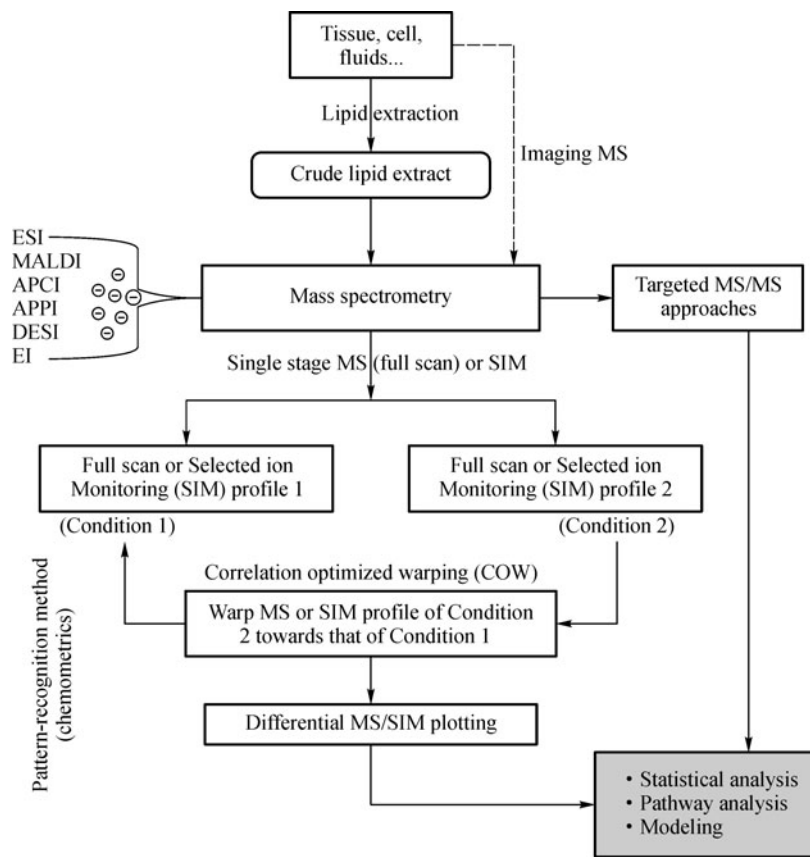 Tissue, cell,
fluids...
Lipid extraction
Imaging MS
Crude lipid extract
ESI
MALDI
APCI
APPI
DESI
EI
Mass spectrometry
Targeted MS/MS
approaches
Single stage MS (full scan) or SIM
Full scan or Selected ion
Monitoring (SIM) profile 1
(Condition 1)
Full scan or Selected ion
Monitoring (SIM) profile 2
(Condition 2)
Pattern-recognition method
(chemometrics)
Correlation optimized warping (COW)
Warp MS or SIM profile of Condition
2 towards that of Condition 1
Differential MS/SIM plotting
• Statistical analysis
• Pathway analysis
• Modeling